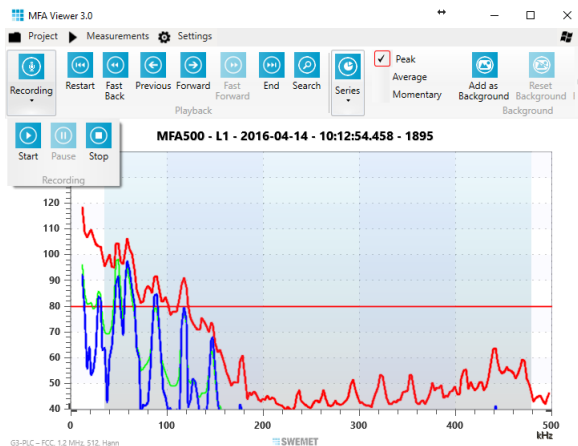 MFA Viewer 3.0
Project Measurements Settings
Recording Restart Fast Back Previous Forward Fast Forward End Search Series
Peak
Average
Momentary
Add as Background Reset Background
Playback Background
Start Pause Stop
Recording
MFA500 - L1 - 2016-04-14 - 10:12:54.458 - 1895
120
110
100
90
80
70
60
50
40
0 100 200 300 400 500
kHz
G3-PLC – FCC, 1.2 MHz, 512, Hann
SWEMET